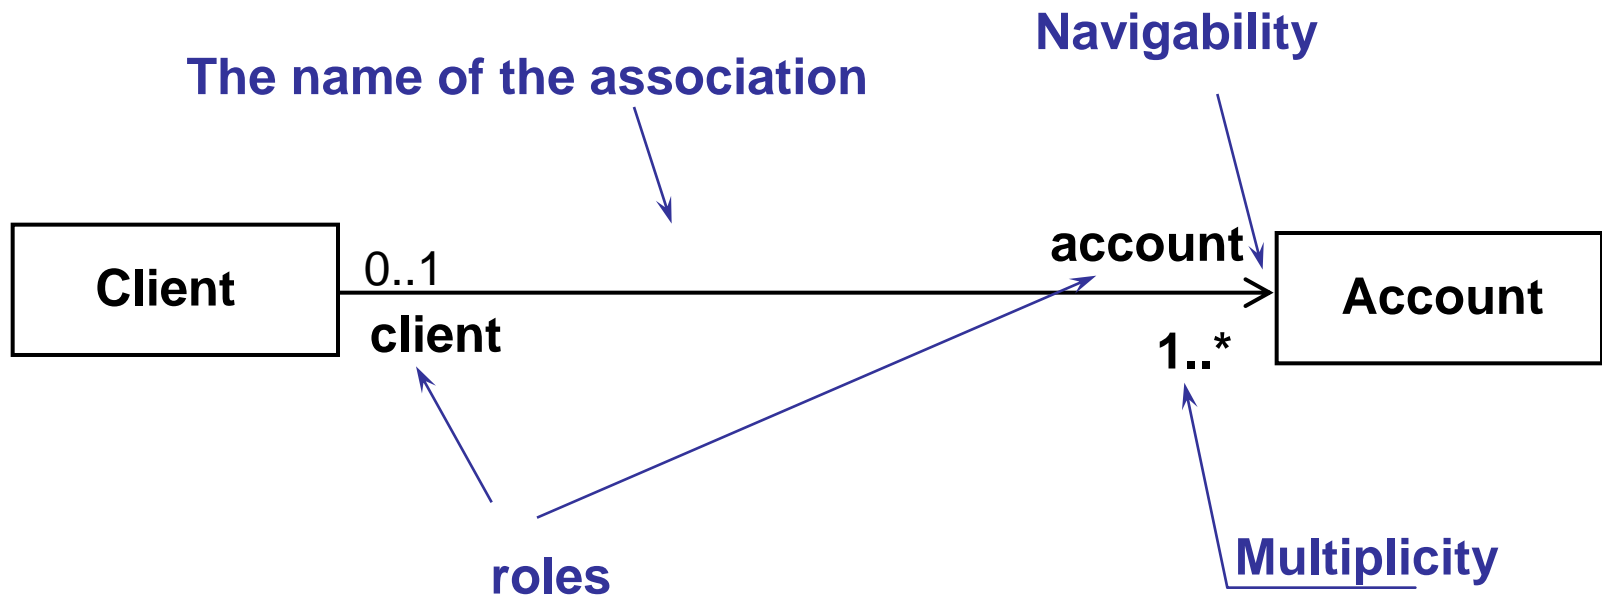 Navigability
The name of the association
account
0..1
Client
Account
client
1..*
roles
Multiplicity